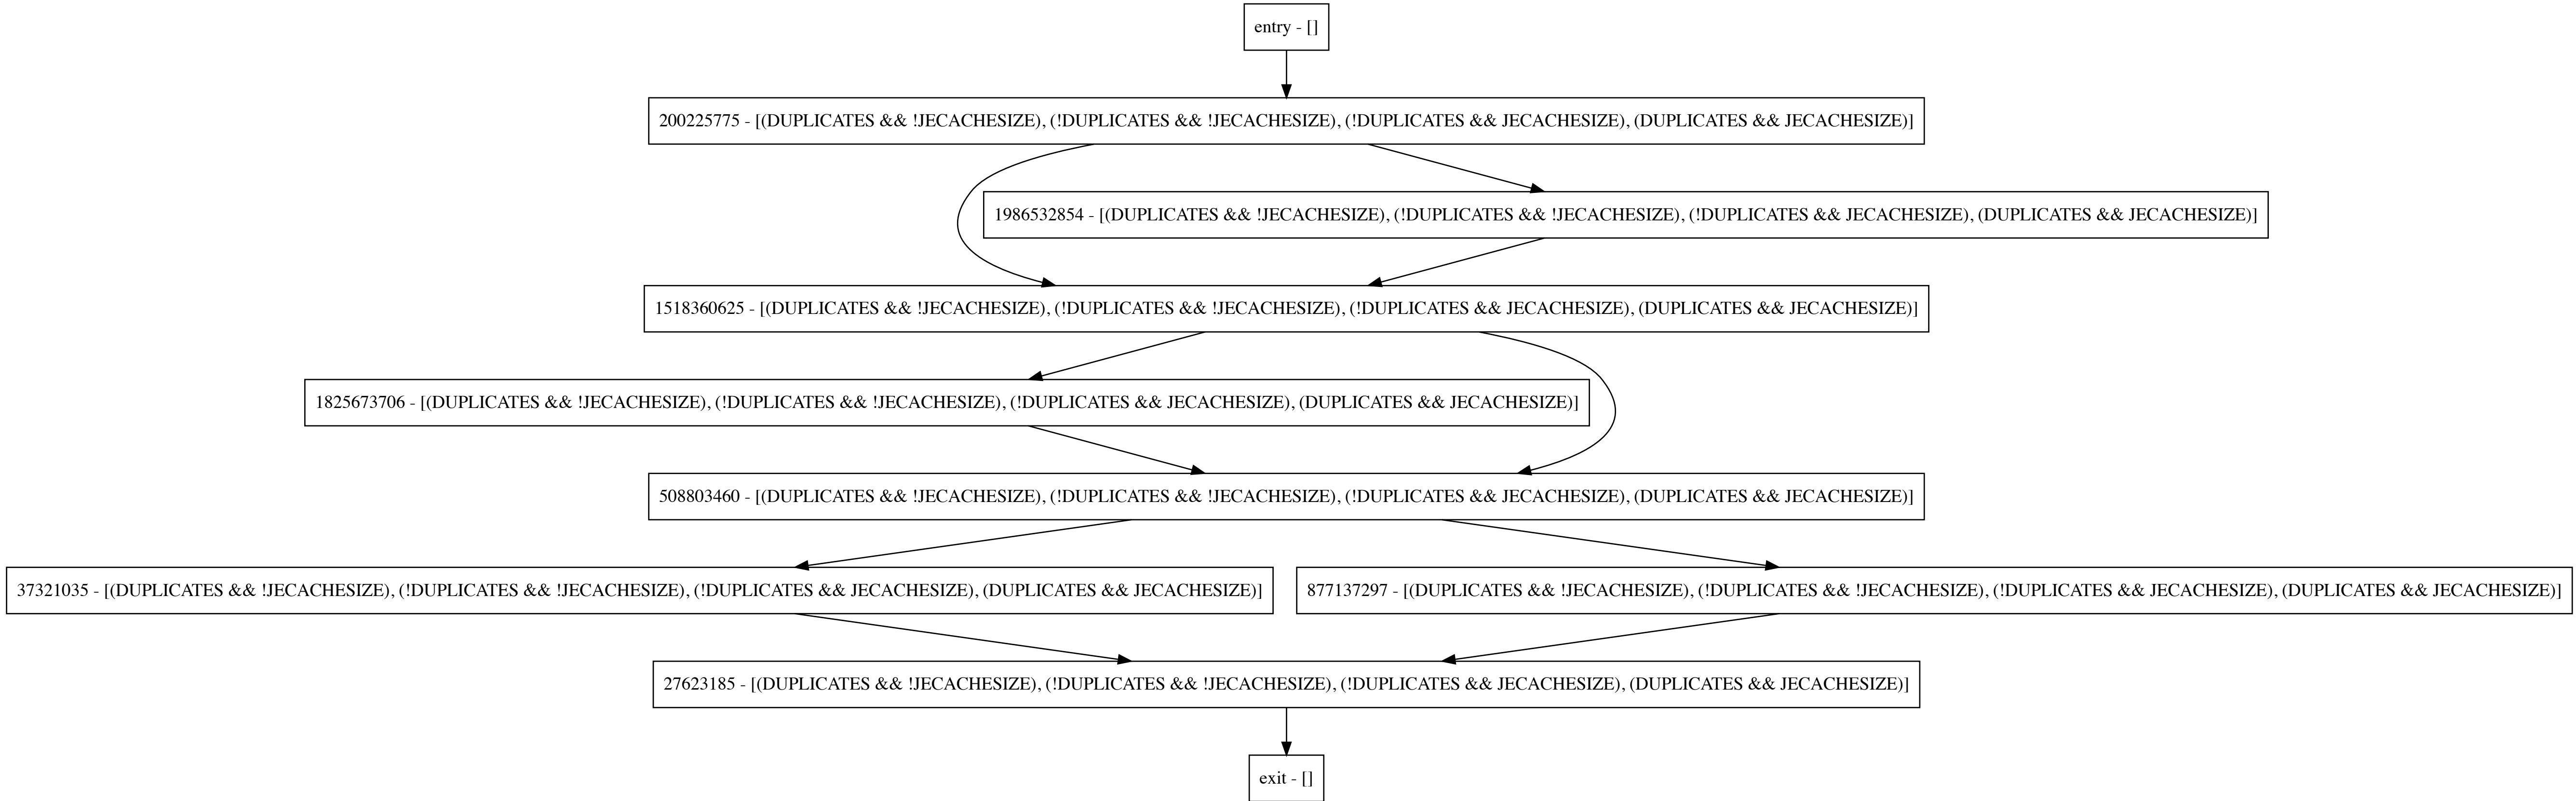 entry - []
200225775 - [(DUPLICATES && !JECACHESIZE), (!DUPLICATES && !JECACHESIZE), (!DUPLICATES && JECACHESIZE), (DUPLICATES && JECACHESIZE)]
1986532854 - [(DUPLICATES && !JECACHESIZE), (!DUPLICATES && !JECACHESIZE), (!DUPLICATES && JECACHESIZE), (DUPLICATES && JECACHESIZE)]
1518360625 - [(DUPLICATES && !JECACHESIZE), (!DUPLICATES && !JECACHESIZE), (!DUPLICATES && JECACHESIZE), (DUPLICATES && JECACHESIZE)]
1825673706 - [(DUPLICATES && !JECACHESIZE), (!DUPLICATES && !JECACHESIZE), (!DUPLICATES && JECACHESIZE), (DUPLICATES && JECACHESIZE)]
508803460 - [(DUPLICATES && !JECACHESIZE), (!DUPLICATES && !JECACHESIZE), (!DUPLICATES && JECACHESIZE), (DUPLICATES && JECACHESIZE)]
37321035 - [(DUPLICATES && !JECACHESIZE), (!DUPLICATES && !JECACHESIZE), (!DUPLICATES && JECACHESIZE), (DUPLICATES && JECACHESIZE)]
877137297 - [(DUPLICATES && !JECACHESIZE), (!DUPLICATES && !JECACHESIZE), (!DUPLICATES && JECACHESIZE), (DUPLICATES && JECACHESIZE)]
27623185 - [(DUPLICATES && !JECACHESIZE), (!DUPLICATES && !JECACHESIZE), (!DUPLICATES && JECACHESIZE), (DUPLICATES && JECACHESIZE)]
exit - []